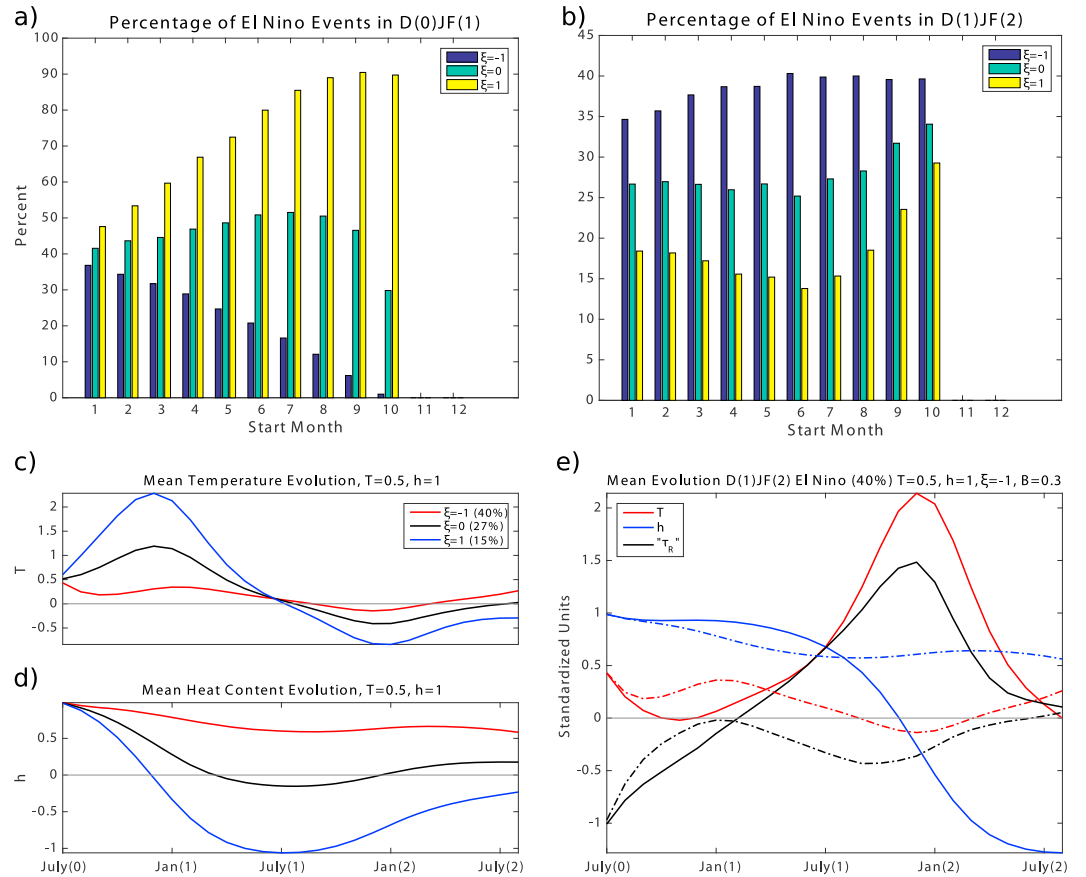 a)
Percentage of El Nino Events in D(0)JF(1)
100
90
80
70
60
50
40
30
20
10
0
Percent
ξ=-1
ξ=0
ξ=1
1 2 3 4 5 6 7 8 9 10 11 12
Start Month
b)
Percentage of El Nino Events in D(1)JF(2)
45
40
35
30
25
20
15
10
5
0
ξ=-1
ξ=0
ξ=1
1 2 3 4 5 6 7 8 9 10 11 12
Start Month
c)
Mean Temperature Evolution, T=0.5, h=1
2
1
0.5
0
-0.5
T
ξ=-1 (40%)
ξ=0 (27%)
ξ=1 (15%)
d)
Mean Heat Content Evolution, T=0.5, h=1
0.5
0
-0.5
-1
h
July(0) Jan(1) July(1) Jan(2) July(2)
e)
Mean Evolution D(1)JF(2) El Nino (40%) T=0.5, h=1, ξ=-1, B=0.3
2
1.5
1
0.5
0
-0.5
-1
Standardized Units
T
h
"τ_R"
July(0) Jan(1) July(1) Jan(2) July(2)